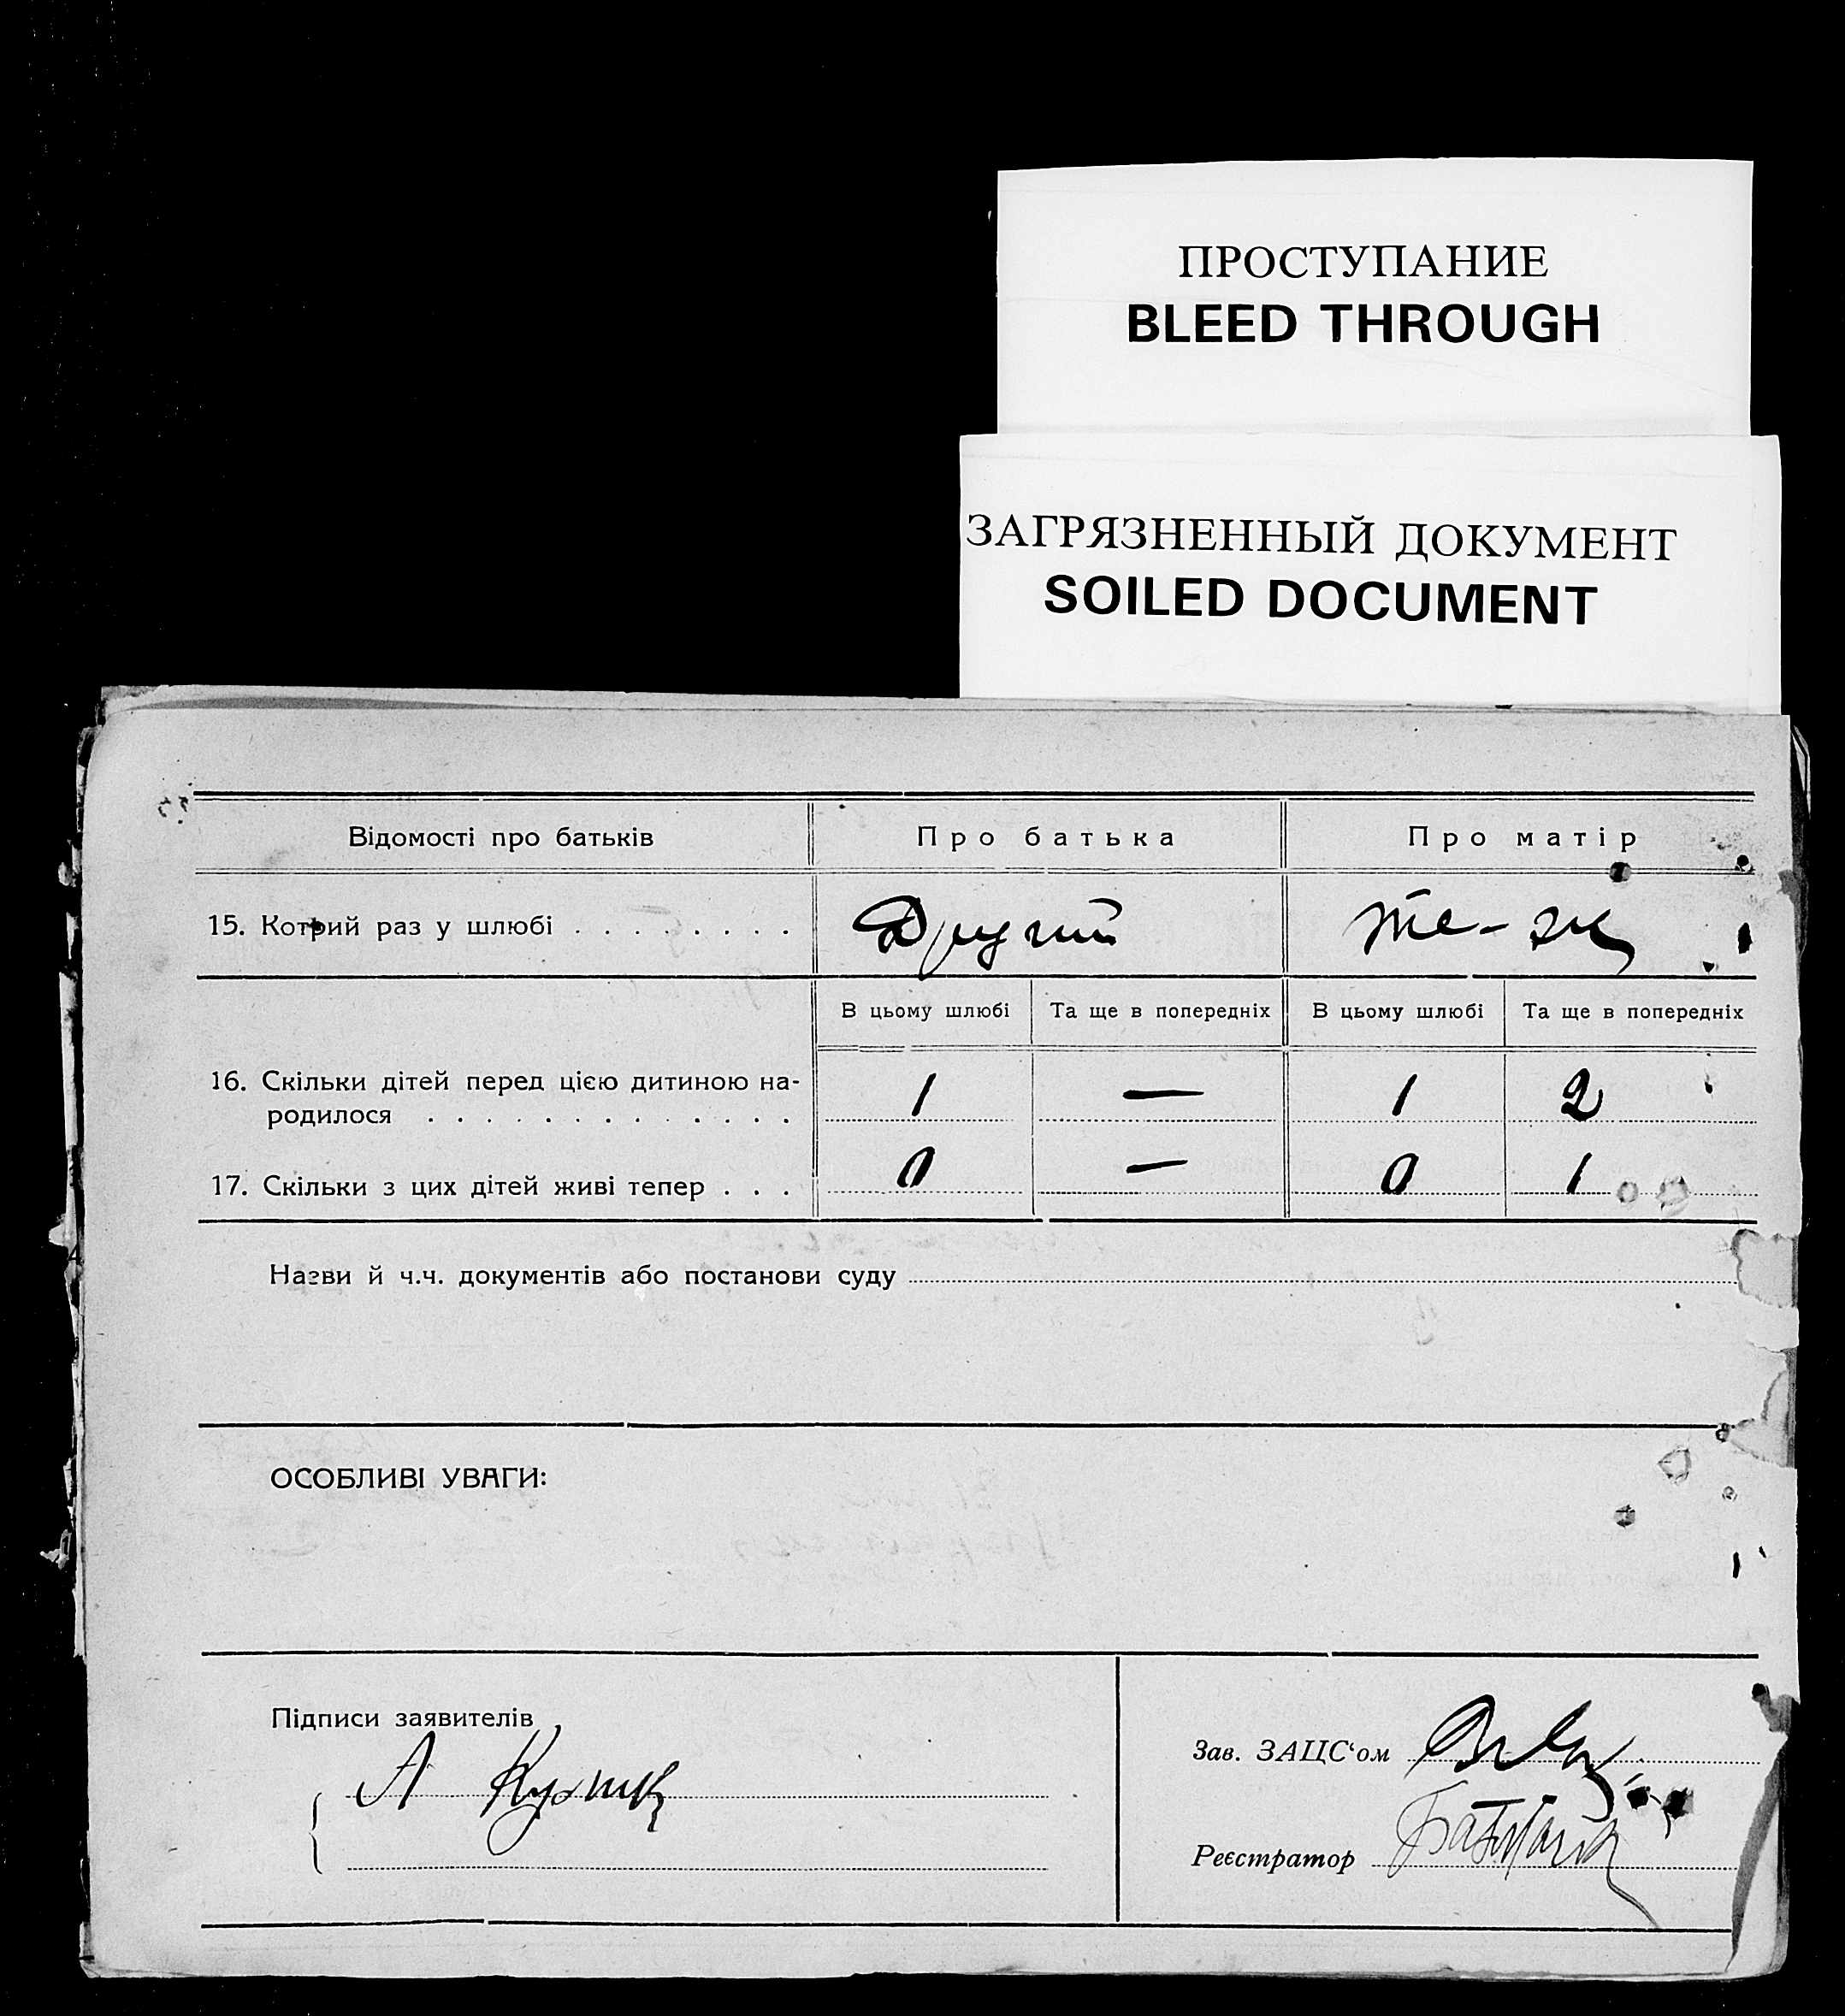 ПРОСТУПАНИЕ
BLEED THROUGH
ЗАГРЯЗНЕННЫЙ ДОКУМЕНТ
SOILED DOCUMENT
Відомості про батьків Про батька Про матір
15. Котрий раз у шлюбі . . . . . . . . Другий те-ж
В цьому шлюбі Та ще в попередніх В цьому шлюбі Та ще в попередніх
16. Скільки дітей перед цією дитиною на-
родилося . . . . . . . . . . . . . 1 — 1 2
17. Скільки з цих дітей живі тепер . . . 0 — 0 1
Назви й ч.ч. документів або постанови суду
ОСОБЛИВІ УВАГИ:
Підписи заявителів
А
Зав. ЗАЦС‘ом
Реєстратор